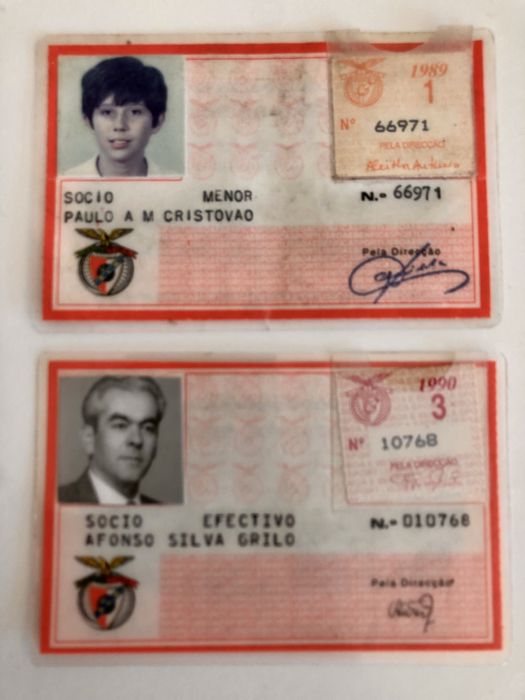 1989
1
Nº 66971
PELA DIRECÇÃO
SOCIO MENOR N.º 66971
PAULO A M CRISTOVAO
Pela Direcção
1990
3
Nº 10768
PELA DIRECÇÃO
SOCIO EFECTIVO N.º 010768
AFONSO SILVA GRILO
Pela Direcção